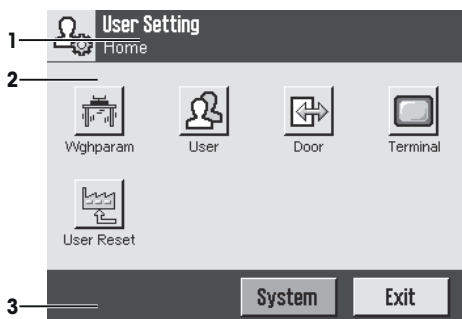 User Setting
1
Home
2
Wghparam
User
Door
Terminal
User Reset
3
System
Exit